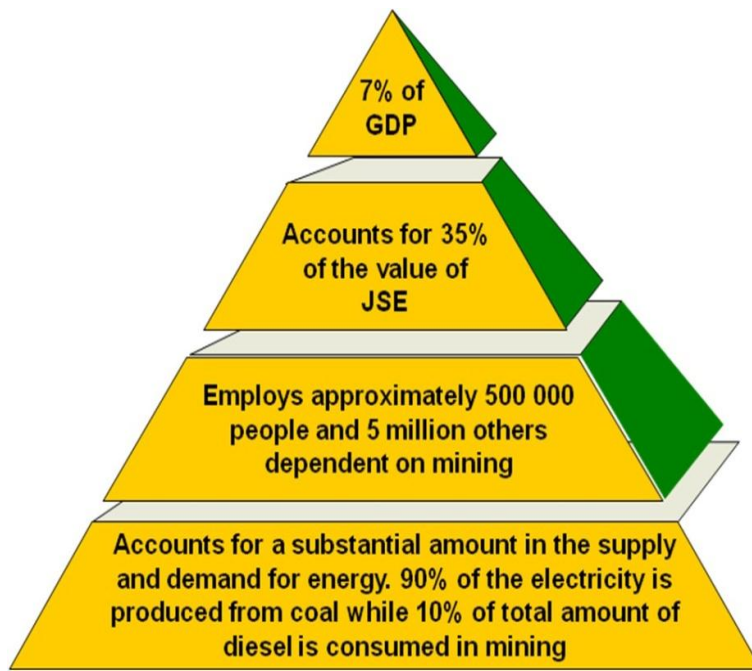 7% of
GDP
Accounts for 35%
of the value of
JSE
Employs approximately 500 000
people and 5 million others
dependent on mining
Accounts for a substantial amount in the supply
and demand for energy. 90% of the electricity is
produced from coal while 10% of total amount of
diesel is consumed in mining